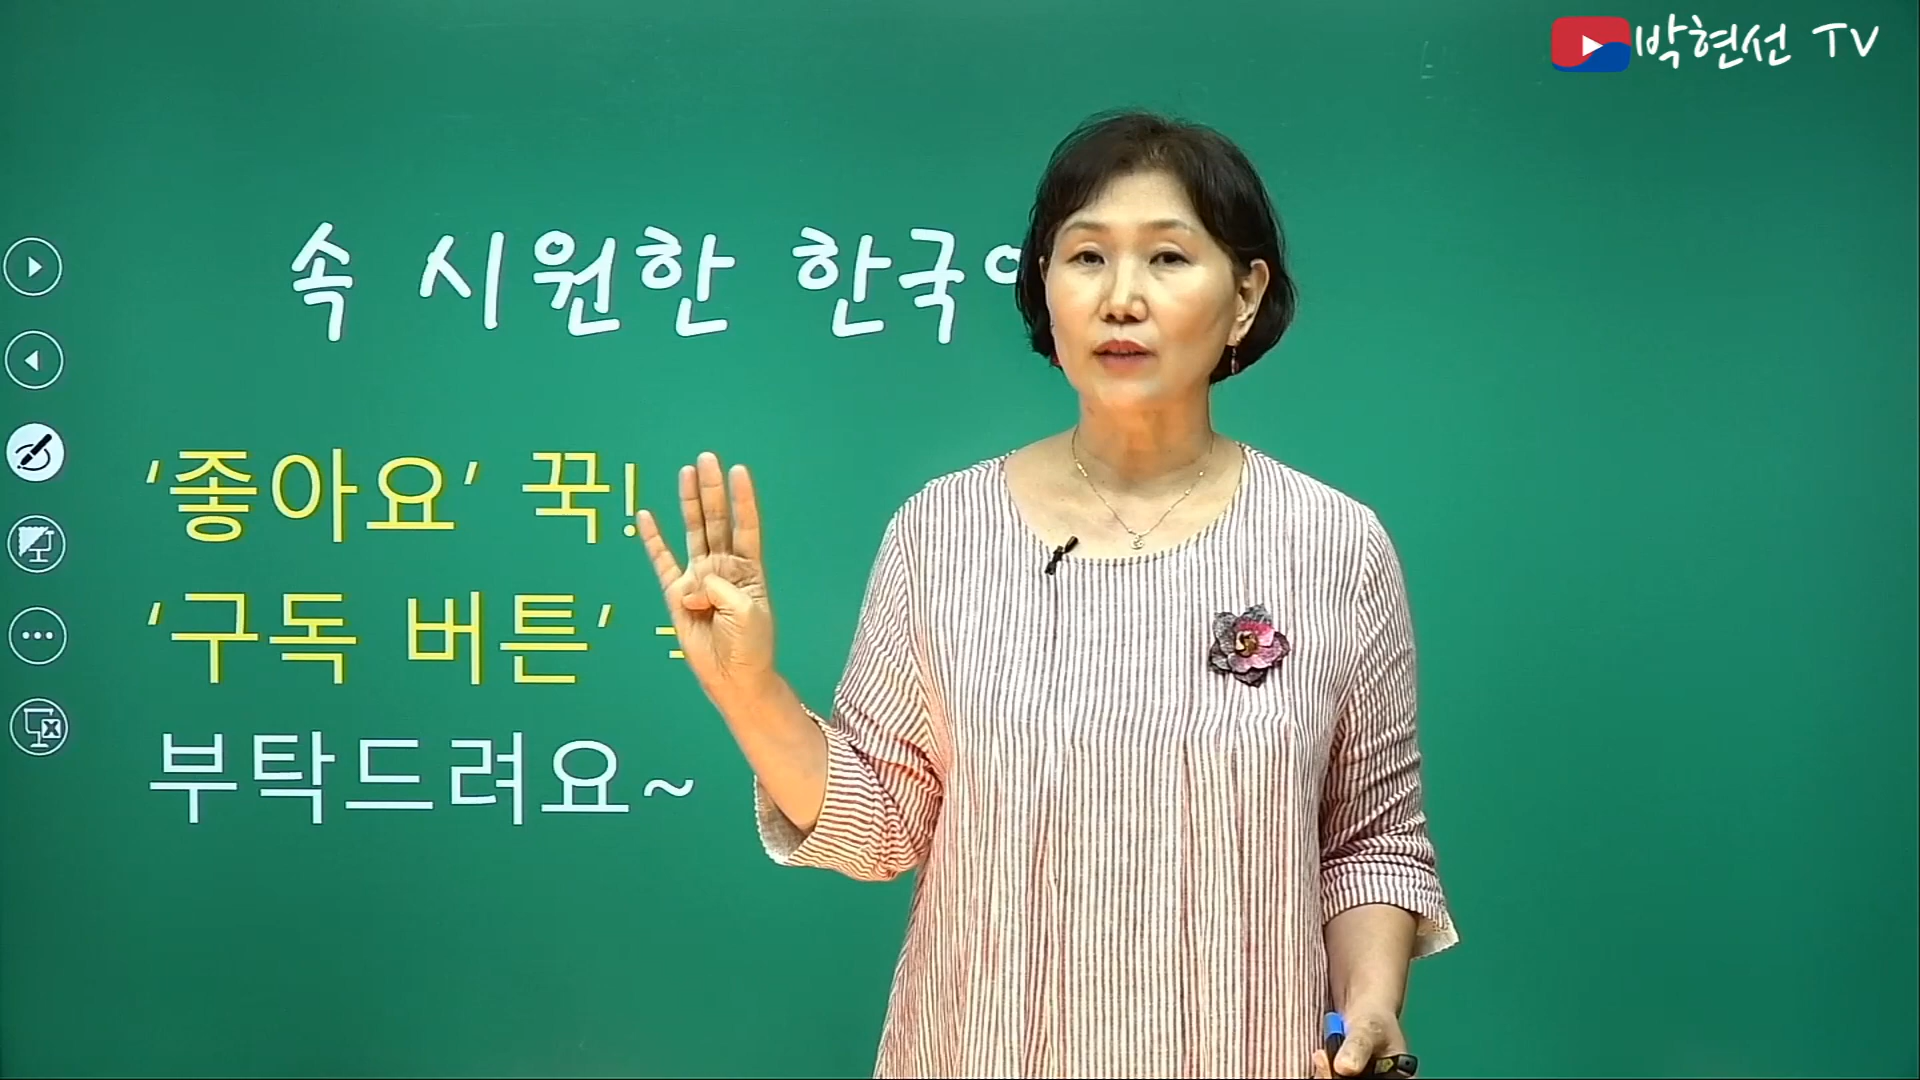 박현선 TV
속 시원한 한국
'좋아요' 꾹!
'구독 버튼'
부탁드려요~